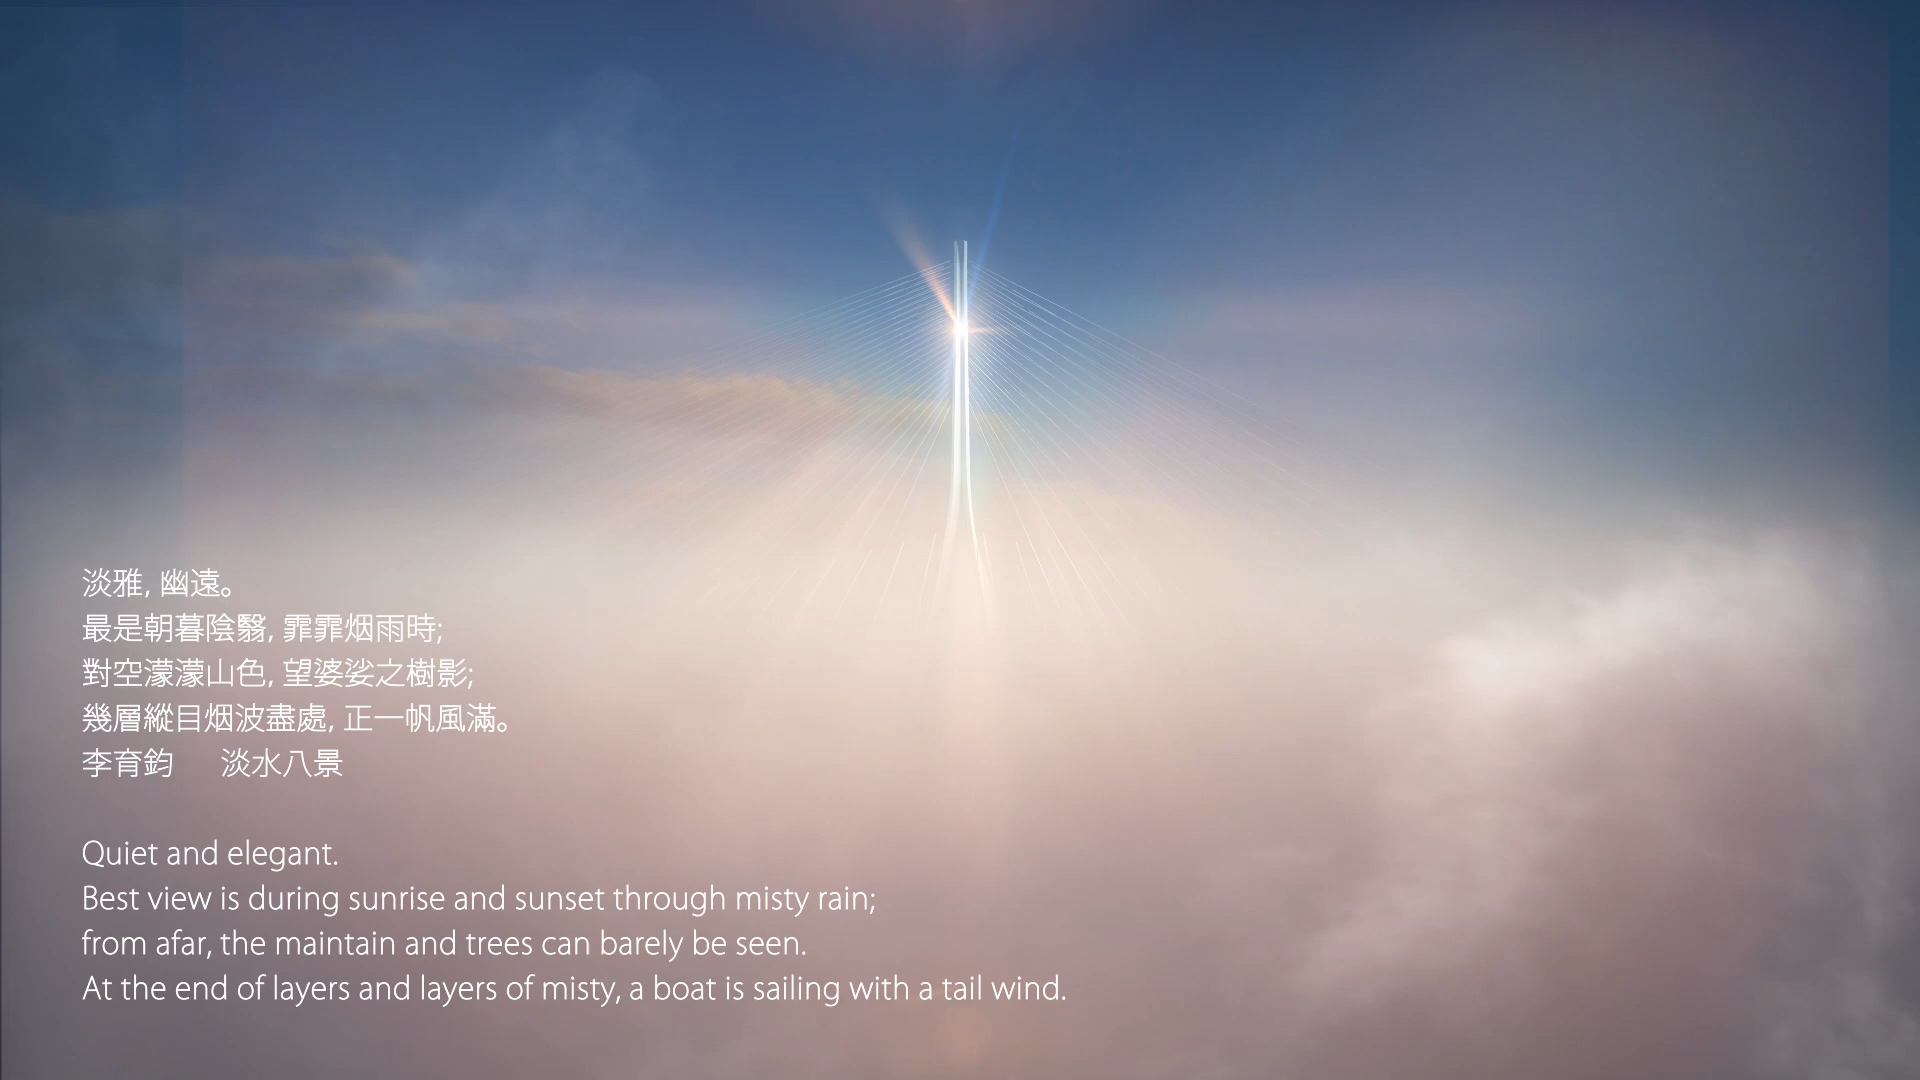 淡雅, 幽遠。
最是朝暮陰翳, 霏霏烟雨時;
對空濛濛山色, 望婆娑之樹影;
幾層縱目烟波盡處, 正一帆風滿。
李育鈞 淡水八景
Quiet and elegant.
Best view is during sunrise and sunset through misty rain;
from afar, the maintain and trees can barely be seen.
At the end of layers and layers of misty, a boat is sailing with a tail wind.